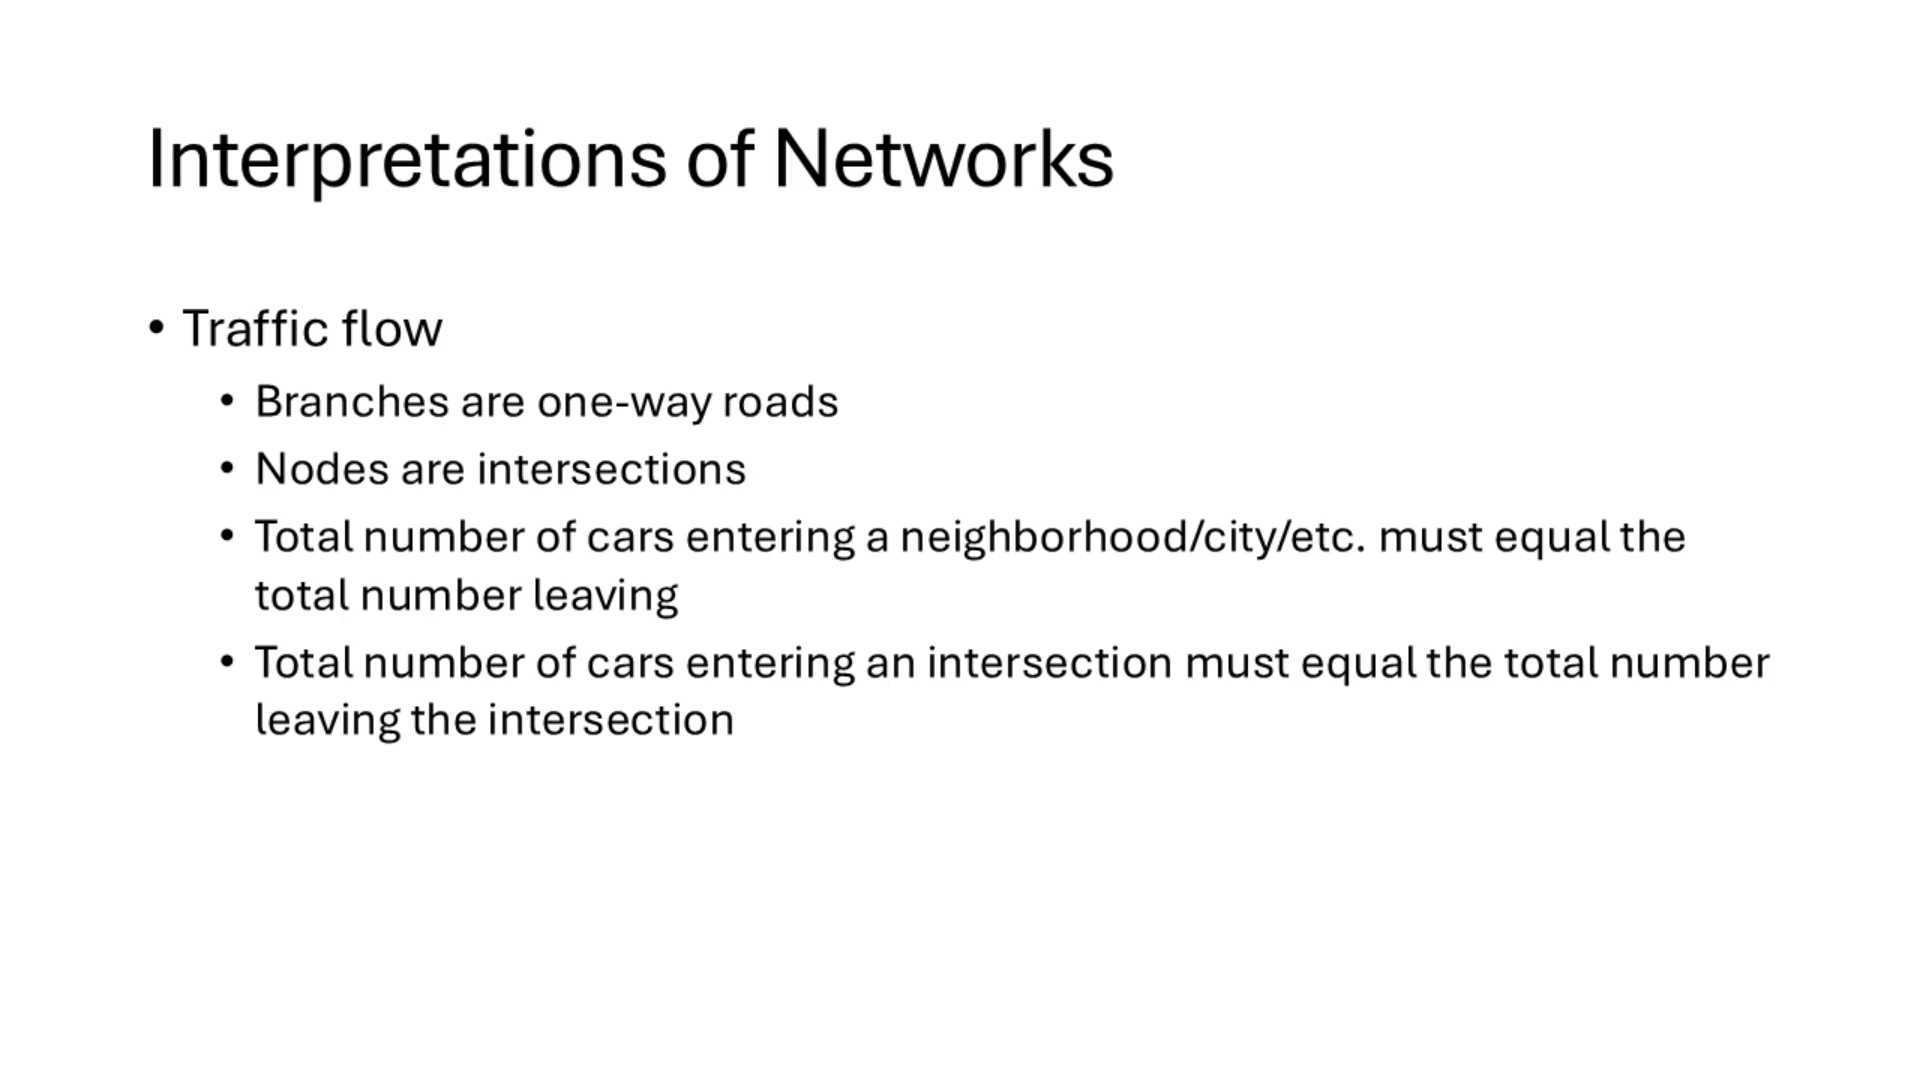 Interpretations of Networks
• Traffic flow
• Branches are one-way roads
• Nodes are intersections
• Total number of cars entering a neighborhood/city/etc. must equal the
total number leaving
• Total number of cars entering an intersection must equal the total number
leaving the intersection